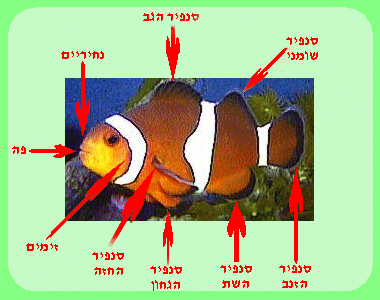 סנפיר הגב
סנפיר
שומני
נחיריים
פה
זימים
סנפיר
החזה
סנפיר
הגחון
סנפיר
השת
סנפיר
הזנב